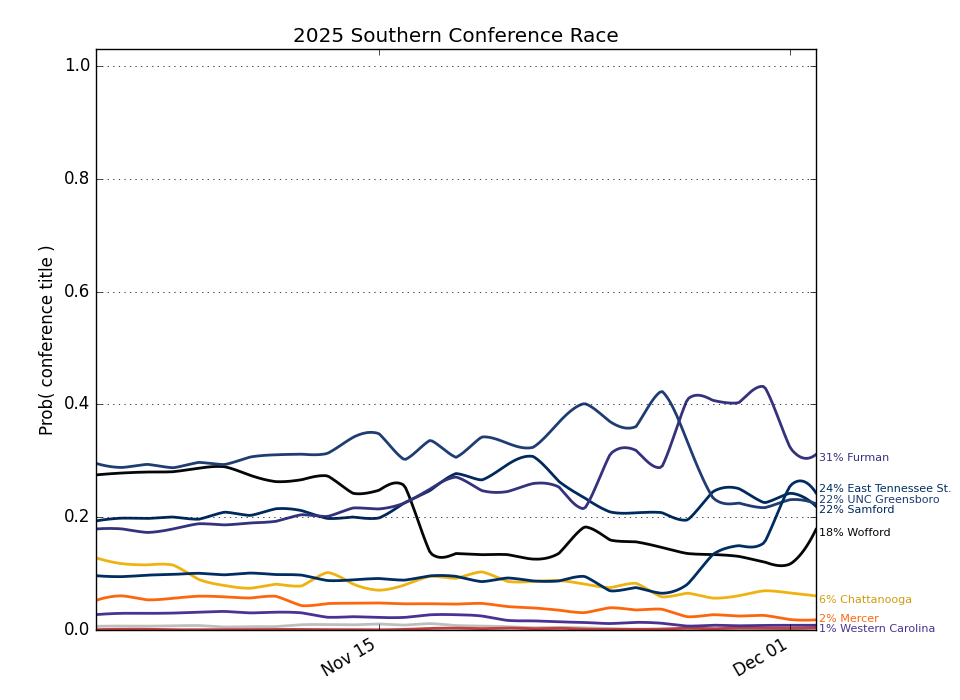 2025 Southern Conference Race
Prob( conference title )
1.0
0.8
0.6
0.4
0.2
0.0
Nov 15
Dec 01
31% Furman
24% East Tennessee St.
22% UNC Greensboro
22% Samford
18% Wofford
6% Chattanooga
2% Mercer
1% Western Carolina